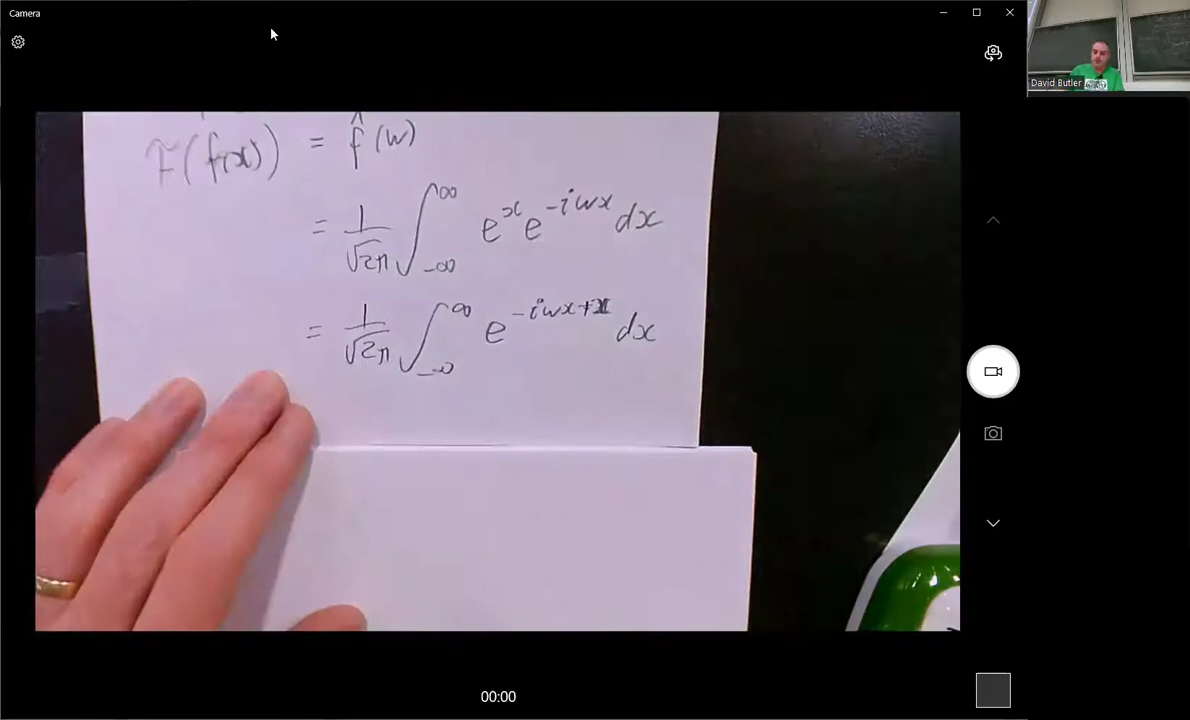 Camera
David Butler
F(f(x)) = f̂(w)
= 1/√2π ∫_{-∞}^{∞} e^x e^{-iwx} dx
= 1/√2π ∫_{-∞}^{∞} e^{-iwx+x} dx
00:00